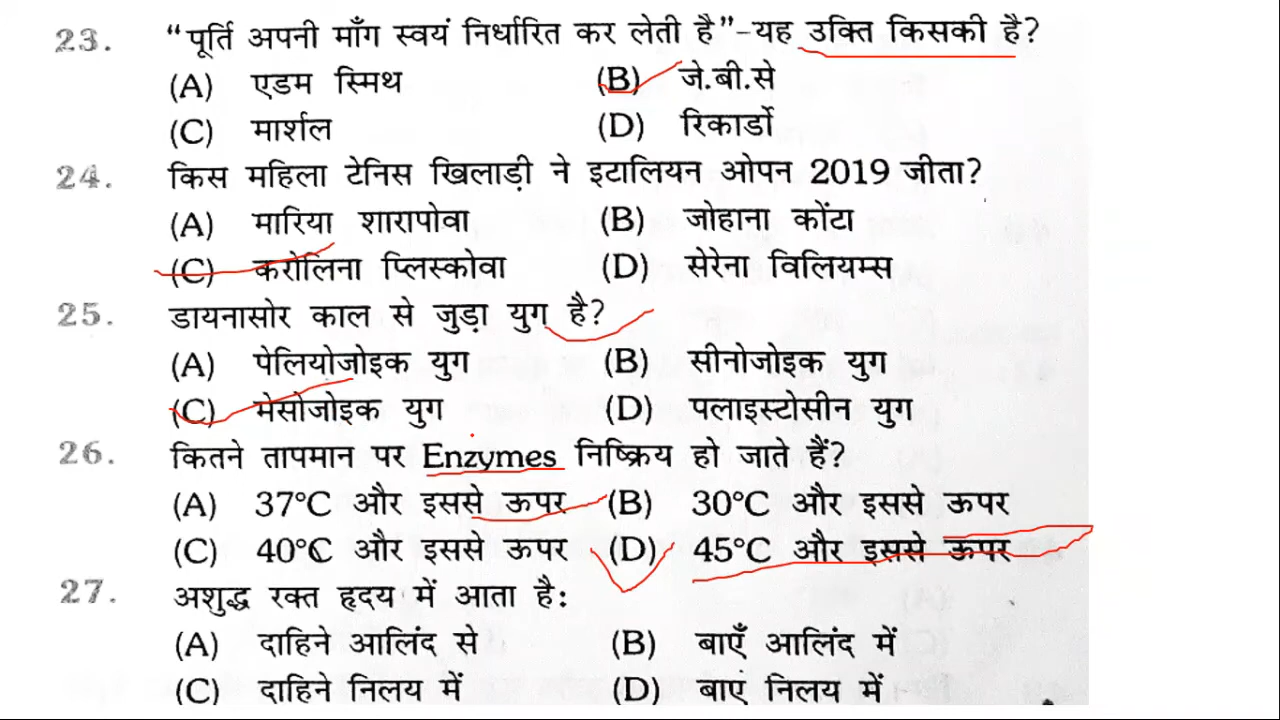 23. “पूर्ति अपनी माँग स्वयं निर्धारित कर लेती है”-यह उक्ति किसकी है?
(A) एडम स्मिथ (B) जे.बी.से
(C) मार्शल (D) रिकार्डो
24. किस महिला टेनिस खिलाड़ी ने इटालियन ओपन 2019 जीता?
(A) मारिया शारापोवा (B) जोहाना कोंटा
(C) करोलिना प्लिस्कोवा (D) सेरेना विलियम्स
25. डायनासोर काल से जुड़ा युग है?
(A) पेलियोजोइक युग (B) सीनोजोइक युग
(C) मेसोजोइक युग (D) पलाइस्टोसीन युग
26. कितने तापमान पर Enzymes निष्क्रिय हो जाते हैं?
(A) 37°C और इससे ऊपर (B) 30°C और इससे ऊपर
(C) 40°C और इससे ऊपर (D) 45°C और इससे ऊपर
27. अशुद्ध रक्त हृदय में आता है:
(A) दाहिने आलिंद से (B) बाएँ आलिंद में
(C) दाहिने निलय में (D) बाएं निलय में